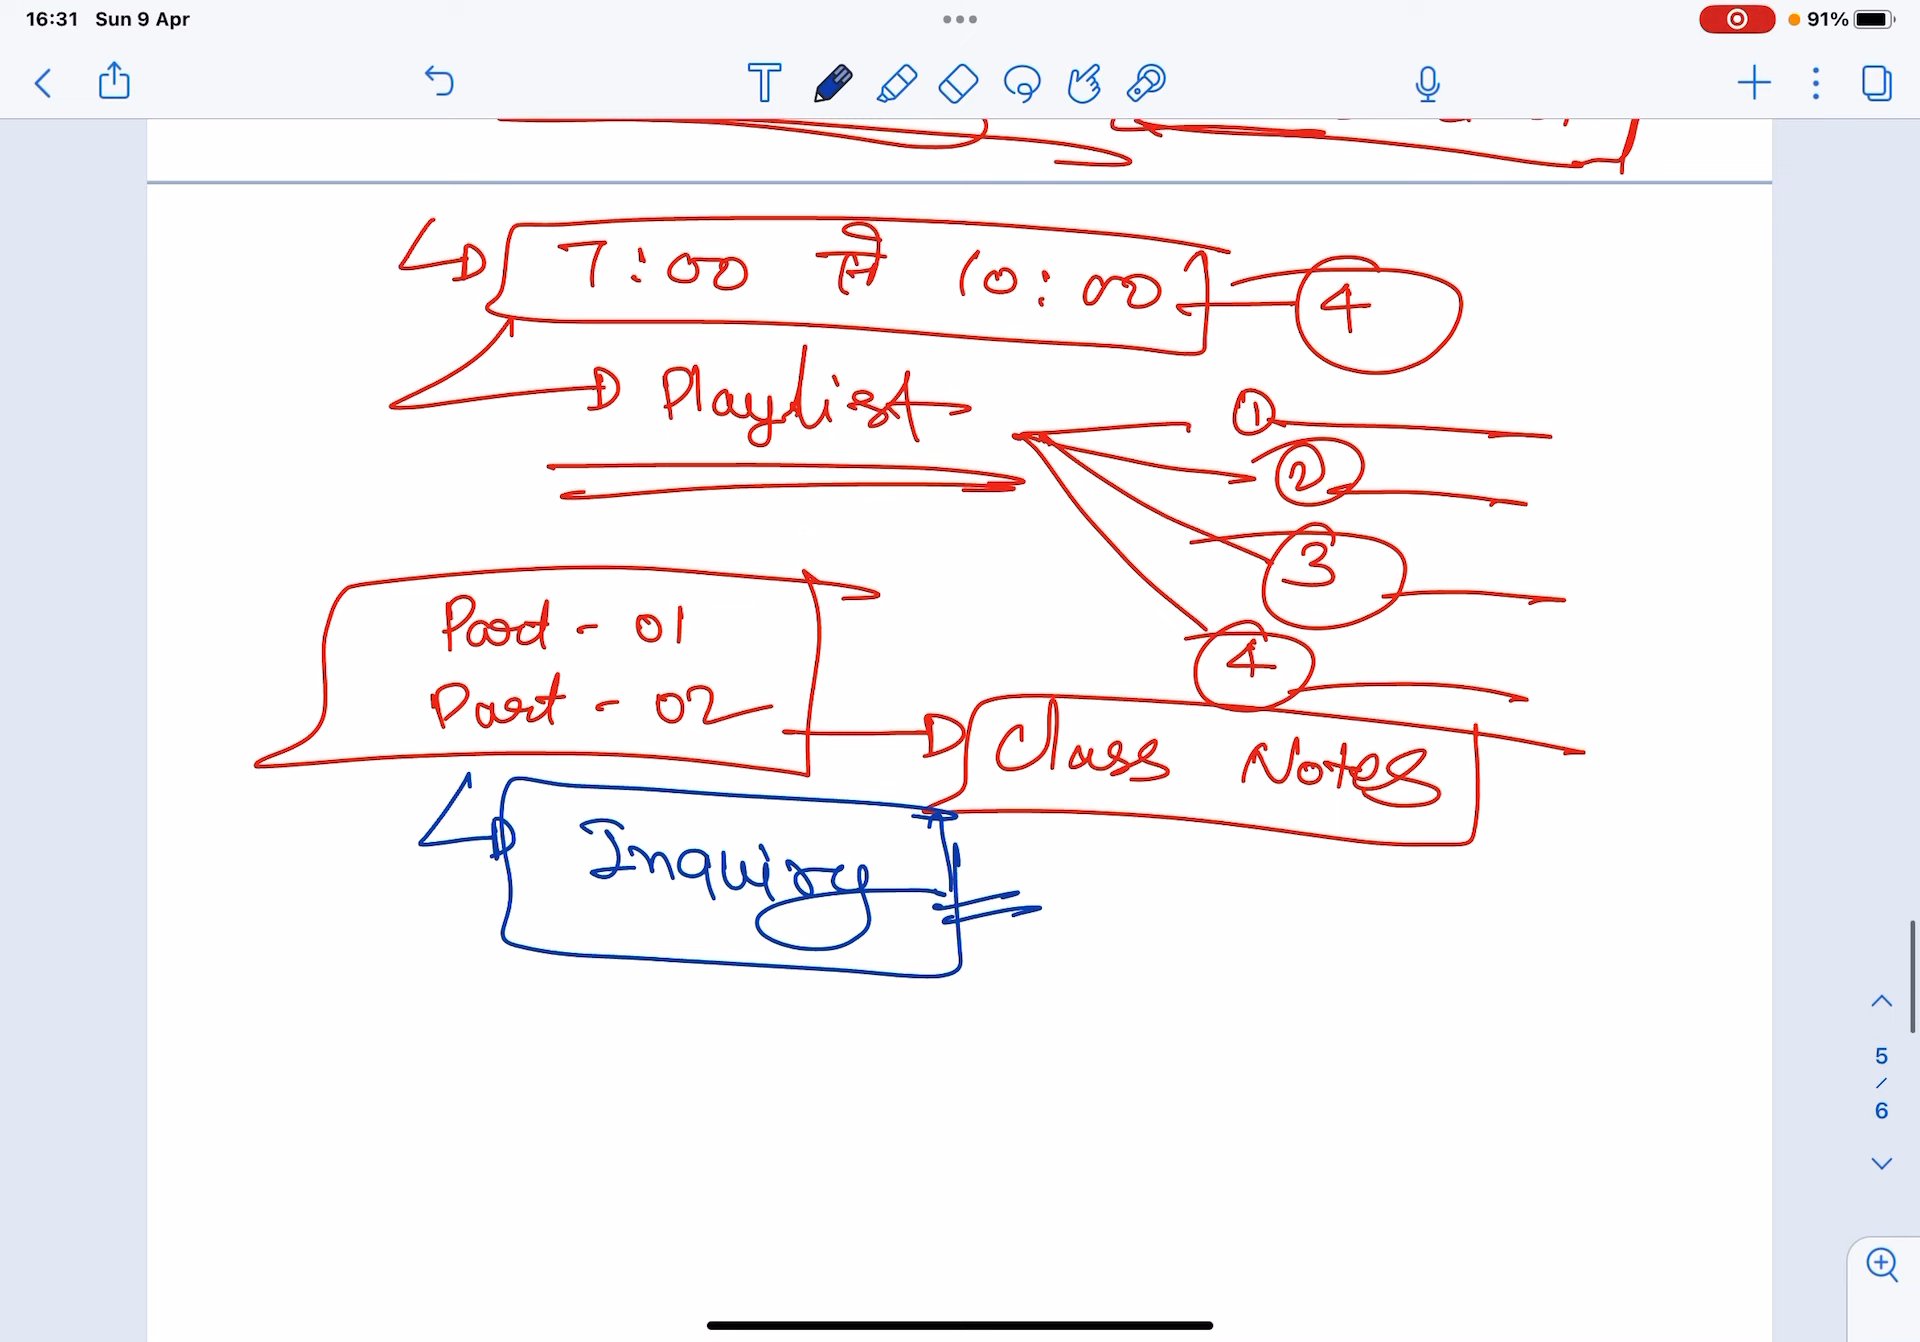 16:31 Sun 9 Apr
91%
7:00 से 10:00
4
Playlist
①
②
3
4
Part - 01
Part - 02
Class Notes
Inquiry
5
/
6